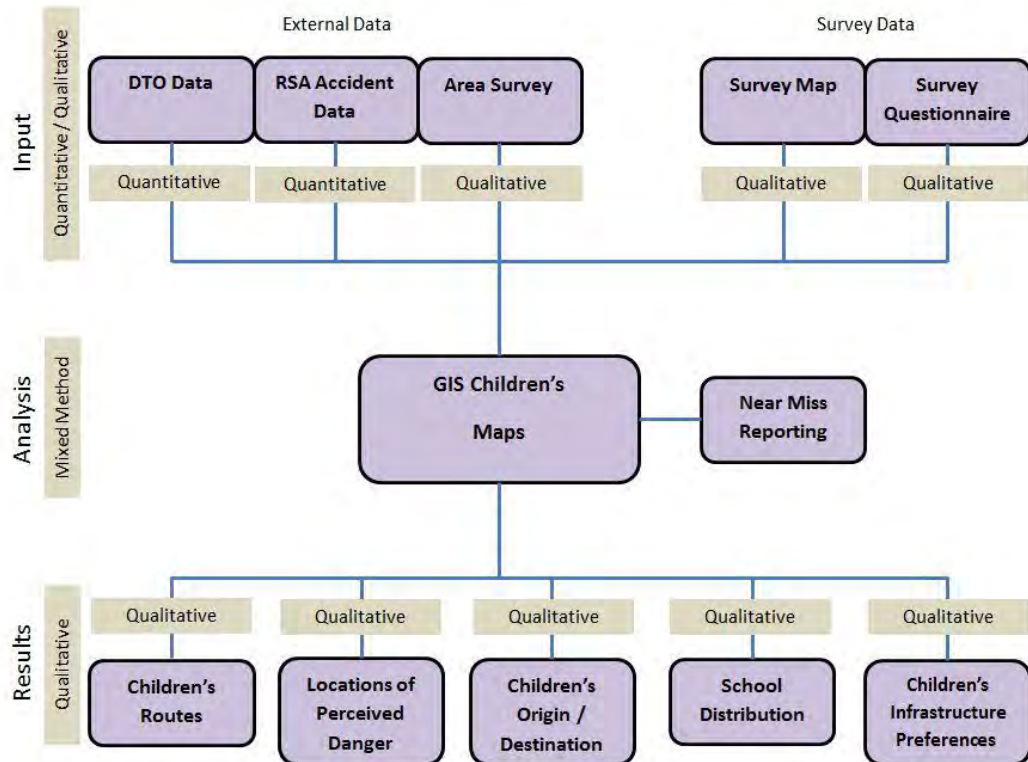 External Data
Survey Data
Input
Quantitative / Qualitative
DTO Data
RSA Accident
Data
Area Survey
Survey Map
Survey
Questionnaire
Quantitative
Quantitative
Qualitative
Qualitative
Qualitative
Analysis
Mixed Method
GIS Children’s
Maps
Near Miss
Reporting
Results
Qualitative
Qualitative
Qualitative
Qualitative
Qualitative
Qualitative
Children’s
Routes
Locations of
Perceived
Danger
Children’s
Origin /
Destination
School
Distribution
Children’s
Infrastructure
Preferences